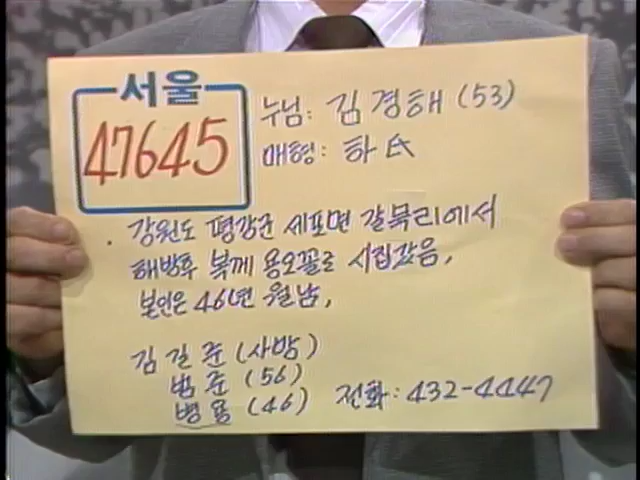 서울
47645
누님: 김경해 (53)
매형: 하 氏
. 강원도 평강군 세포면 갈묵리에서
해방후 복께 용오꼴로 시집갔음,
본인은 46년 월남,
김길준 (사망)
범준 (56)
병용 (46)
전화: 432-4447